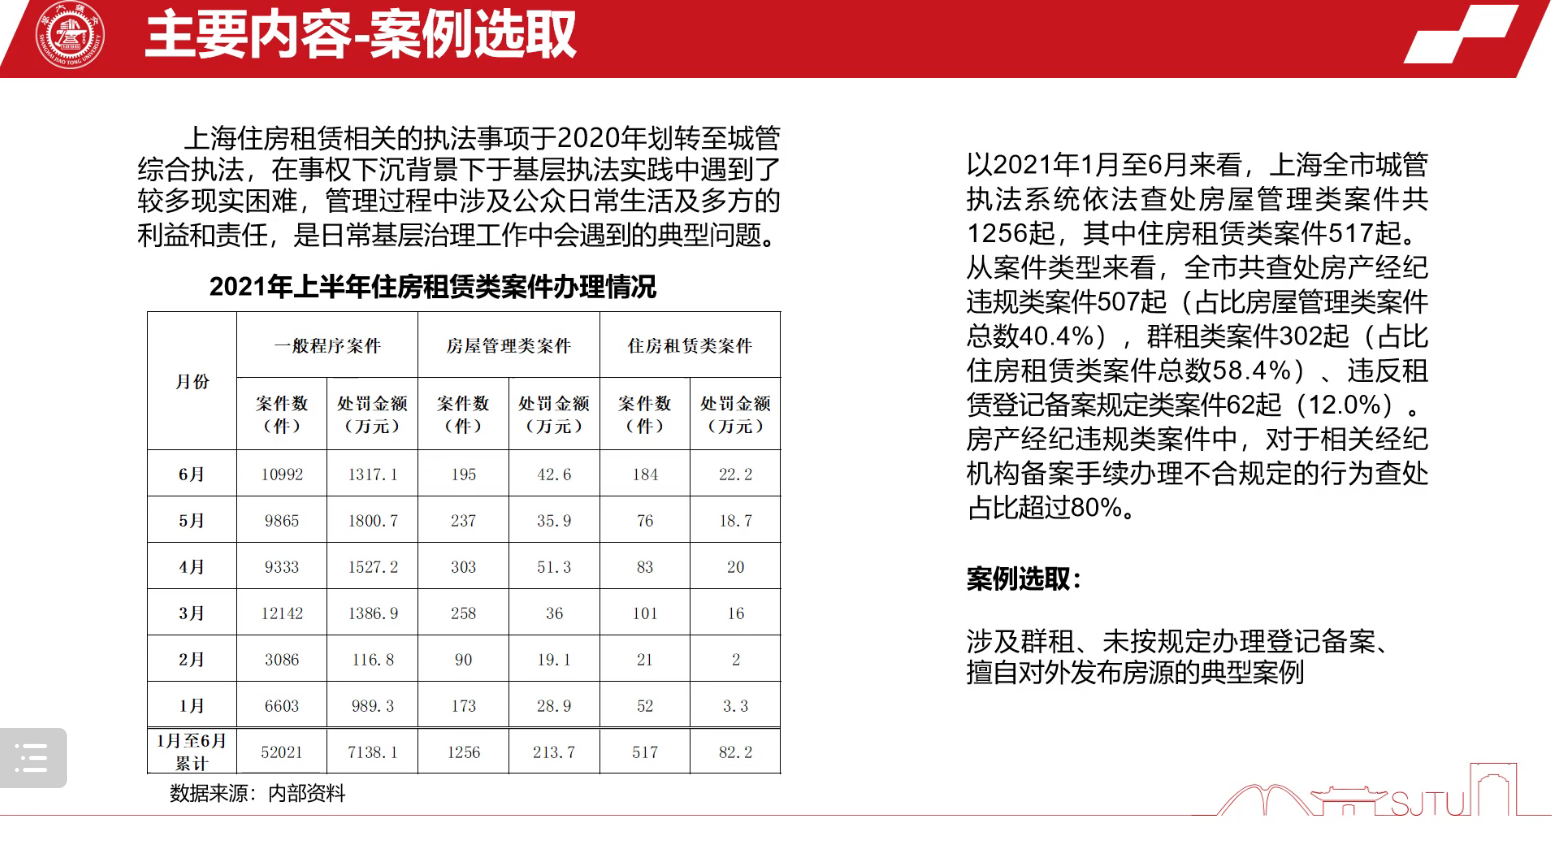 主要内容-案例选取
上海住房租赁相关的执法事项于2020年划转至城管
综合执法，在事权下沉背景下于基层执法实践中遇到了
较多现实困难，管理过程中涉及公众日常生活及多方的
利益和责任，是日常基层治理工作中会遇到的典型问题。
2021年上半年住房租赁类案件办理情况
月份 一般程序案件 房屋管理类案件 住房租赁类案件
案件数（件） 处罚金额（万元） 案件数（件） 处罚金额（万元） 案件数（件） 处罚金额（万元）
6月 10992 1317.1 195 42.6 184 22.2
5月 9865 1800.7 237 35.9 76 18.7
4月 9333 1527.2 303 51.3 83 20
3月 12142 1386.9 258 36 101 16
2月 3086 116.8 90 19.1 21 2
1月 6603 989.3 173 28.9 52 3.3
1月至6月累计 52021 7138.1 1256 213.7 517 82.2
数据来源：内部资料
以2021年1月至6月来看，上海全市城管
执法系统依法查处房屋管理类案件共
1256起，其中住房租赁类案件517起。
从案件类型来看，全市共查处房产经纪
违规类案件507起（占比房屋管理类案件
总数40.4%），群租类案件302起（占比
住房租赁类案件总数58.4%）、违反租
赁登记备案规定类案件62起（12.0%）。
房产经纪违规类案件中，对于相关经纪
机构备案手续办理不合规定的行为查处
占比超过80%。
案例选取：
涉及群租、未按规定办理登记备案、
擅自对外发布房源的典型案例
SJTU